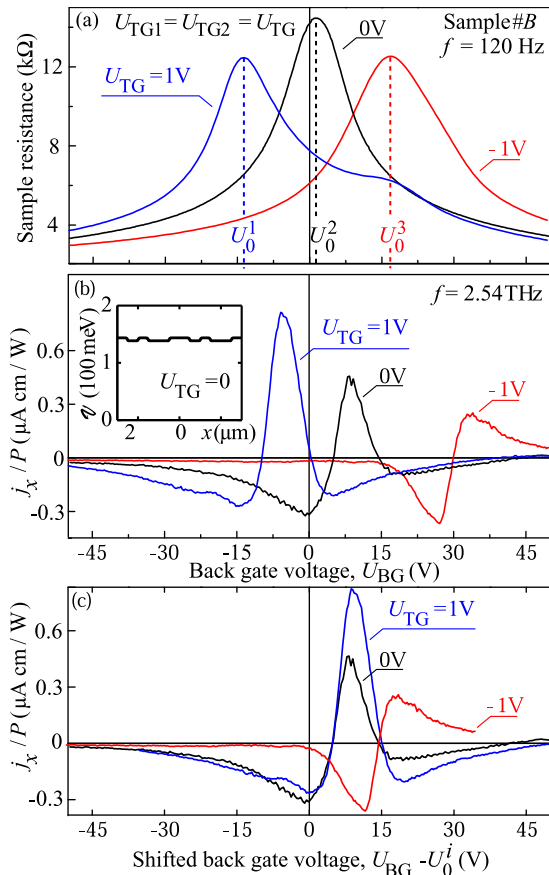 (a) U_TG1 = U_TG2 = U_TG
Sample #B
f = 120 Hz
0V
U_TG = 1V
-1V
Sample resistance (kΩ)
12
8
4
U_0^1
U_0^2
U_0^3
(b)
f = 2.54 THz
2
1
0
𝒱 (100 meV)
U_TG = 0
2 0 x (μm)
U_TG = 1V
0V
-1V
j_x / P (μA cm / W)
0.6
0.3
0
-0.3
-45 -30 -15 0 15 30 45
Back gate voltage, U_BG (V)
(c)
U_TG = 1V
0V
-1V
j_x / P (μA cm / W)
0.6
0.3
0
-0.3
-45 -30 -15 0 15 30 45
Shifted back gate voltage, U_BG - U_0^i (V)